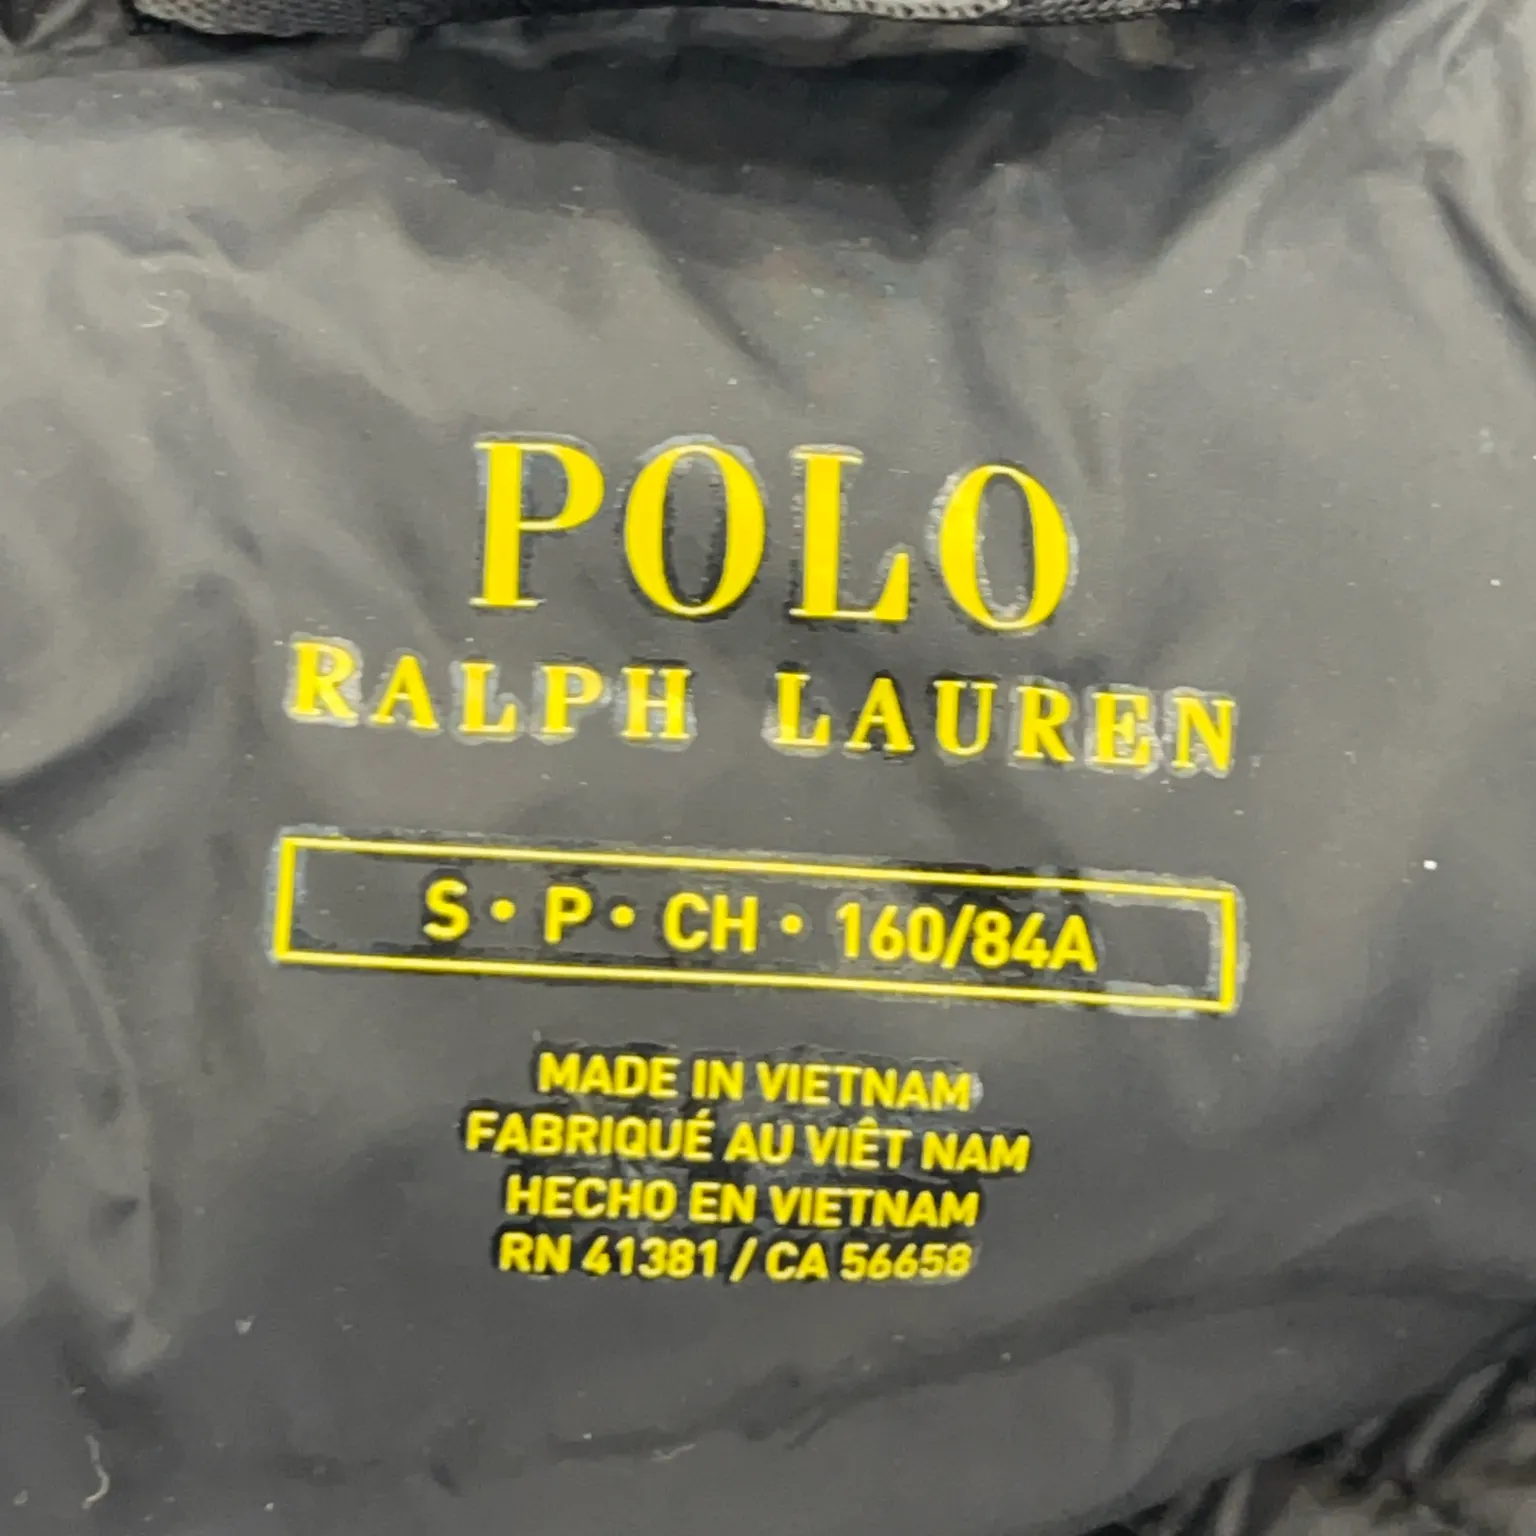 POLO
RALPH LAUREN
S • P • CH • 160/84A
MADE IN VIETNAM
FABRIQUÉ AU VIÊT NAM
HECHO EN VIETNAM
RN 41381 / CA 56658